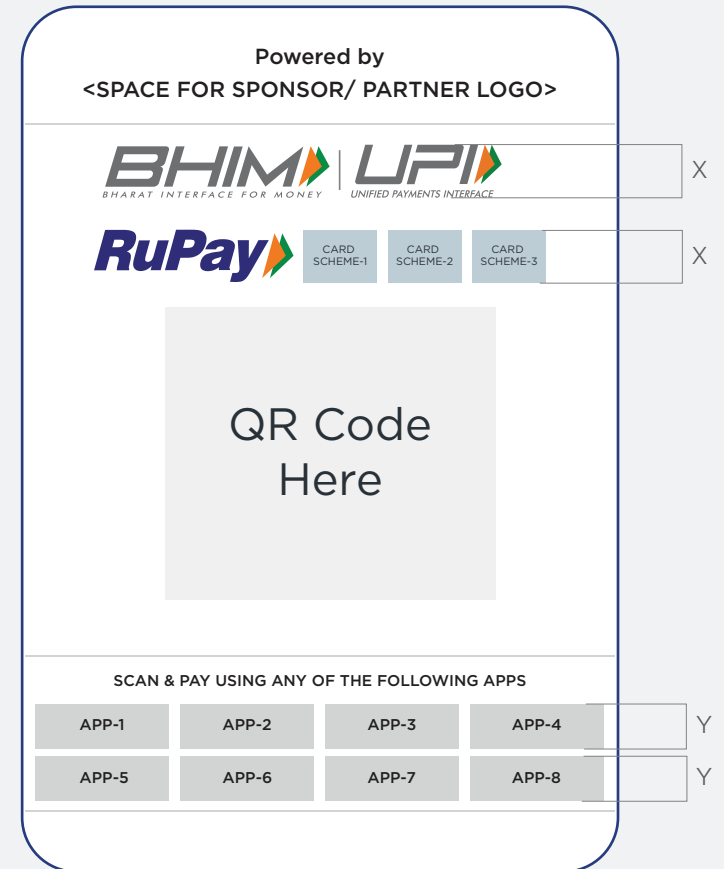 Powered by
<SPACE FOR SPONSOR/ PARTNER LOGO>
BHIM UPI X
BHARAT INTERFACE FOR MONEY UNIFIED PAYMENTS INTERFACE
RuPay CARD SCHEME-1 CARD SCHEME-2 CARD SCHEME-3 X
QR Code
Here
SCAN & PAY USING ANY OF THE FOLLOWING APPS
APP-1 APP-2 APP-3 APP-4 Y
APP-5 APP-6 APP-7 APP-8 Y